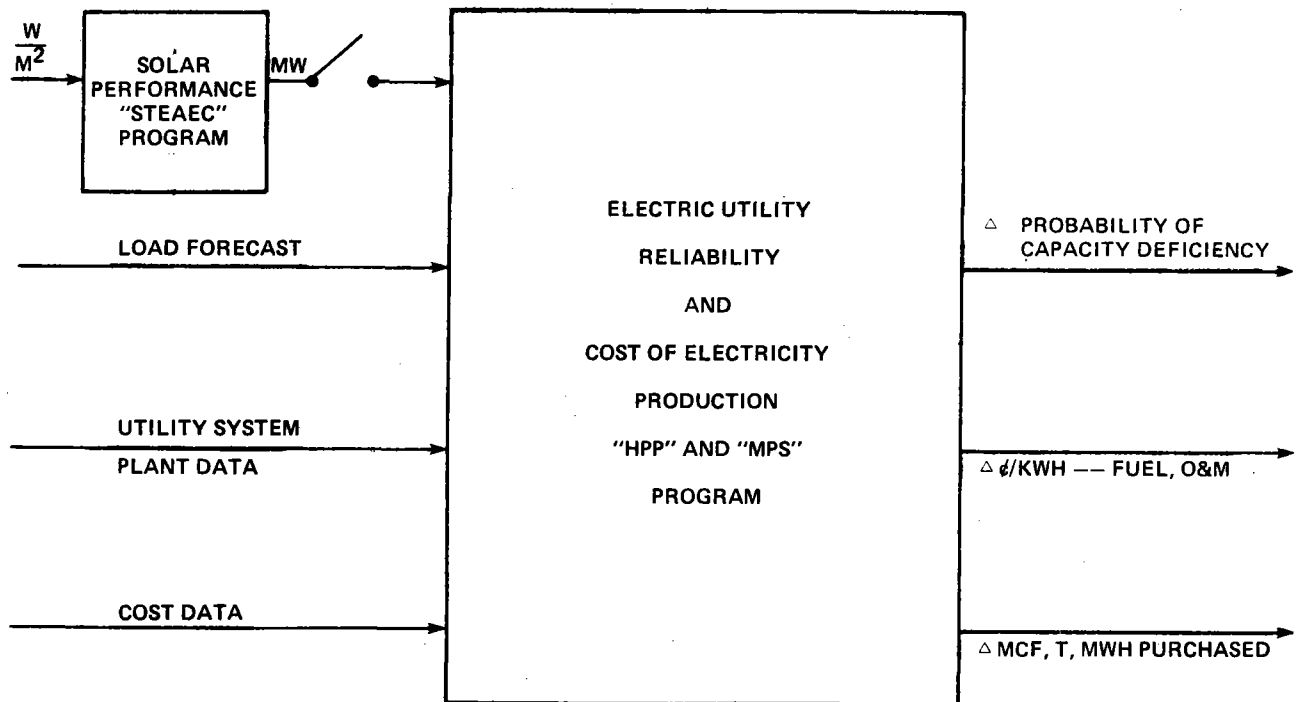 W
M²
SOLAR
PERFORMANCE
"STEAEC"
PROGRAM
MW
LOAD FORECAST
UTILITY SYSTEM
PLANT DATA
COST DATA
ELECTRIC UTILITY
RELIABILITY
AND
COST OF ELECTRICITY
PRODUCTION
"HPP" AND "MPS"
PROGRAM
△ PROBABILITY OF
CAPACITY DEFICIENCY
△ ¢/KWH –– FUEL, O&M
△ MCF, T, MWH PURCHASED